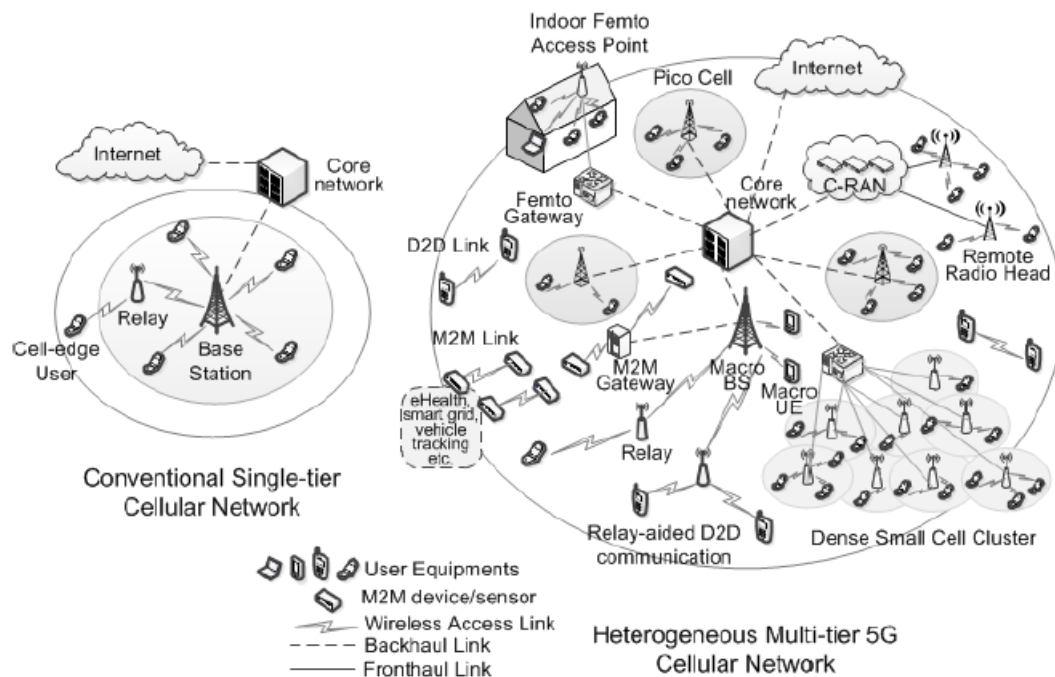 Indoor Femto
Access Point
Pico Cell
Internet
Internet
Core
network
Core
network
C-RAN
Femto
Gateway
D2D Link
Remote
Radio Head
Relay
Base
Station
Cell-edge
User
M2M Link
M2M
Gateway
Macro
BS
Macro
UE
eHealth,
smart grid,
vehicle
tracking
etc.
Relay
Conventional Single-tier
Cellular Network
Relay-aided D2D
communication
Dense Small Cell Cluster
User Equipments
M2M device/sensor
Wireless Access Link
Backhaul Link
Fronthaul Link
Heterogeneous Multi-tier 5G
Cellular Network